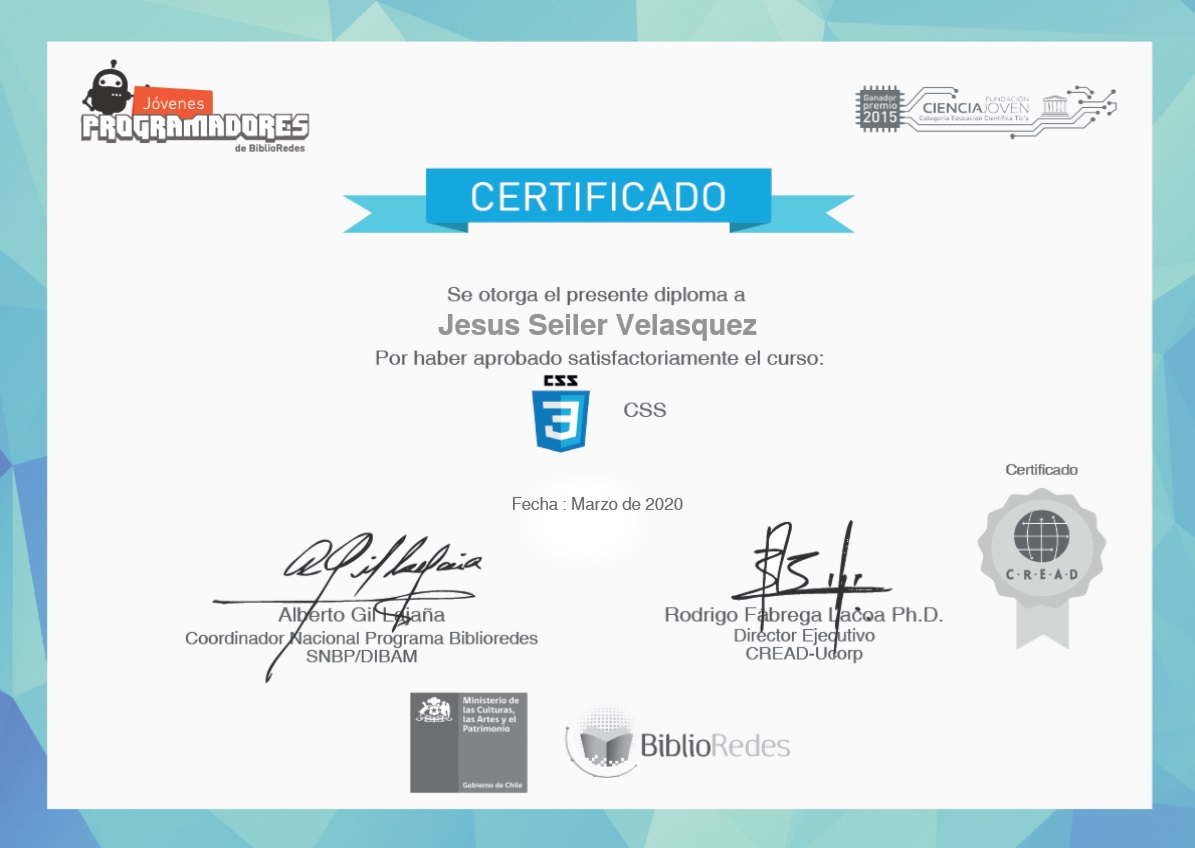 Jóvenes
PROGRAMADORES
de BiblioRedes
Ganador
premio
2015
FUNDACIÓN
CIENCIAJOVEN
Categoría Educación Científica Tic's
CERTIFICADO
Se otorga el presente diploma a
Jesus Seiler Velasquez
Por haber aprobado satisfactoriamente el curso:
CSS
3
CSS
Fecha : Marzo de 2020
Certificado
C·R·E·A·D
Alberto Gil Lejaña
Coordinador Nacional Programa Biblioredes
SNBP/DIBAM
Rodrigo Fábrega Lacoa Ph.D.
Director Ejecutivo
CREAD-Ucorp
Ministerio de
las Culturas,
las Artes y el
Patrimonio
Gobierno de Chile
BiblioRedes